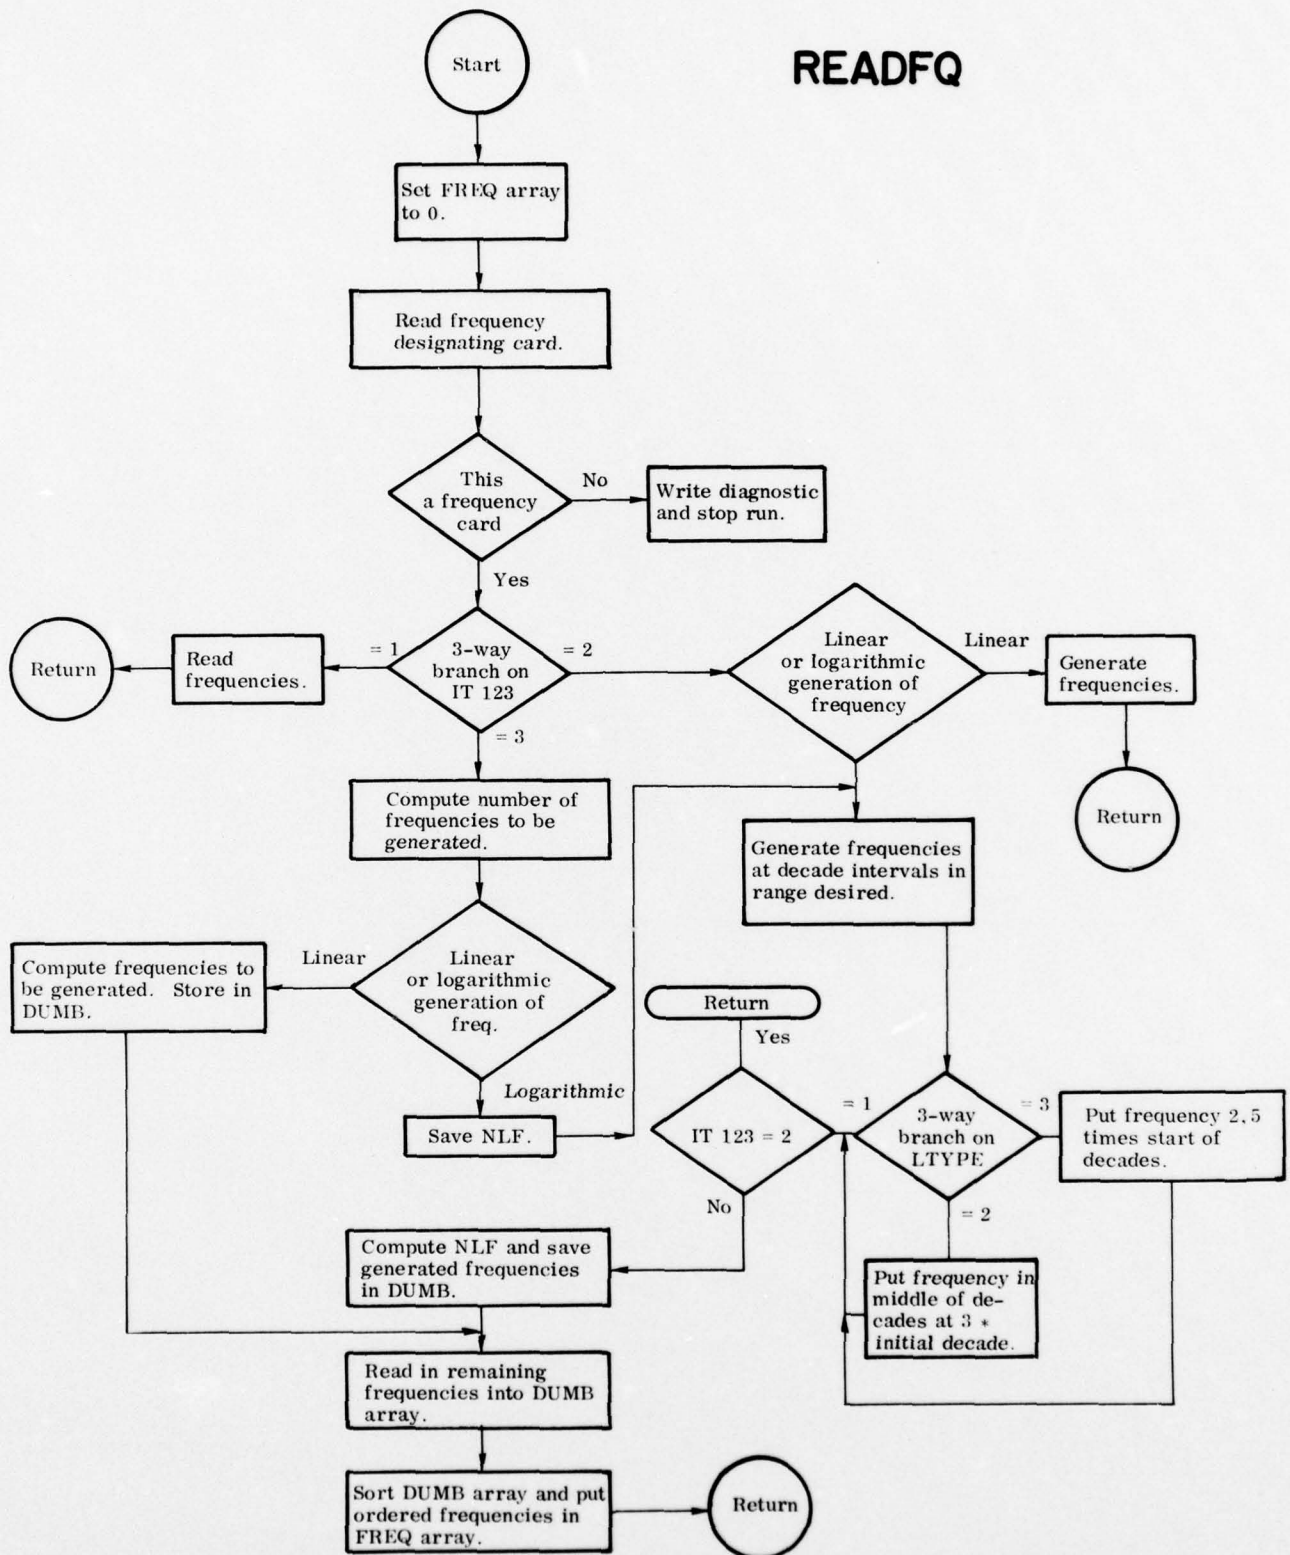 READFQ
Start
Set FREQ array
to 0.
Read frequency
designating card.
This
a frequency
card
No
Write diagnostic
and stop run.
Yes
Return
Read
frequencies.
= 1
3-way
branch on
IT 123
= 2
= 3
Linear
or logarithmic
generation of
frequency
Linear
Generate
frequencies.
Return
Compute number of
frequencies to be
generated.
Generate frequencies
at decade intervals in
range desired.
Linear
or logarithmic
generation of
freq.
Linear
Compute frequencies to
be generated. Store in
DUMB.
Logarithmic
Save NLF.
Return
Yes
IT 123 = 2
No
= 1
3-way
branch on
LTYPE
= 3
Put frequency 2,5
times start of
decades.
= 2
Put frequency in
middle of de-
cades at 3 *
initial decade.
Compute NLF and save
generated frequencies
in DUMB.
Read in remaining
frequencies into DUMB
array.
Sort DUMB array and put
ordered frequencies in
FREQ array.
Return